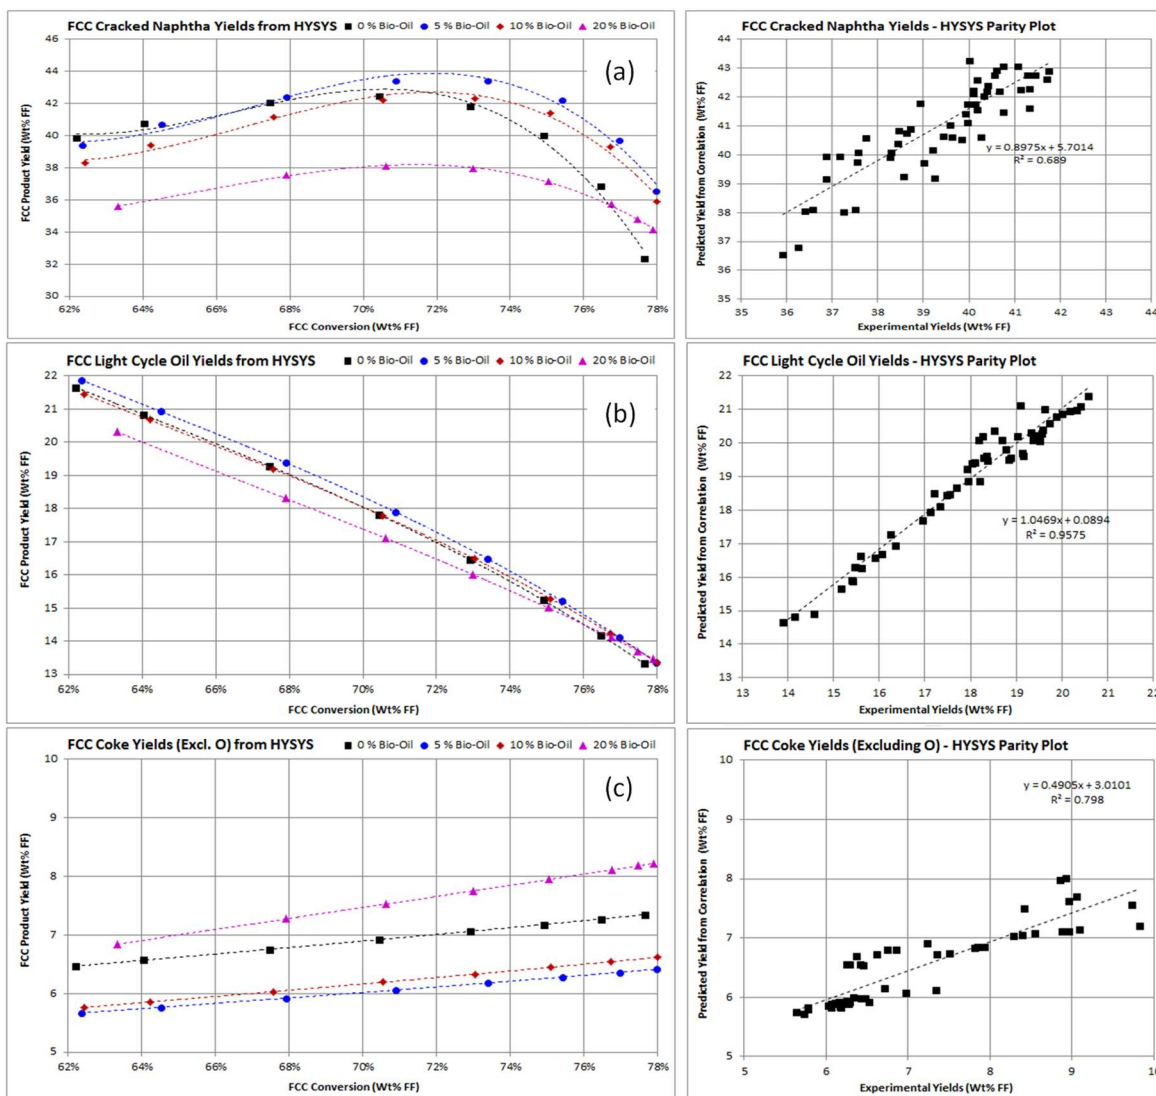 FCC Cracked Naphtha Yields from HYSYS
0 % Bio-Oil 5 % Bio-Oil 10 % Bio-Oil 20 % Bio-Oil
(a)
FCC Product Yield (Wt% FF)
46
44
42
40
38
36
34
32
30
62% 64% 66% 68% 70% 72% 74% 76% 78%
FCC Conversion (Wt% FF)
FCC Cracked Naphtha Yields - HYSYS Parity Plot
Predicted Yield from Correlation (Wt% FF)
44
43
42
41
40
39
38
37
36
35
y = 0.8975x + 5.7014
R² = 0.689
35 36 37 38 39 40 41 42 43 44
Experimental Yields (Wt% FF)
FCC Light Cycle Oil Yields from HYSYS
0 % Bio-Oil 5 % Bio-Oil 10 % Bio-Oil 20 % Bio-Oil
(b)
FCC Product Yield (Wt% FF)
22
21
20
19
18
17
16
15
14
13
62% 64% 66% 68% 70% 72% 74% 76% 78%
FCC Conversion (Wt% FF)
FCC Light Cycle Oil Yields - HYSYS Parity Plot
Predicted Yield from Correlation (Wt% FF)
22
21
20
19
18
17
16
15
14
13
y = 1.0469x + 0.0894
R² = 0.9575
13 14 15 16 17 18 19 20 21 22
Experimental Yields (Wt% FF)
FCC Coke Yields (Excl. O) from HYSYS
0 % Bio-Oil 5 % Bio-Oil 10 % Bio-Oil 20 % Bio-Oil
(c)
FCC Product Yield (Wt% FF)
10
9
8
7
6
5
62% 64% 66% 68% 70% 72% 74% 76% 78%
FCC Conversion (Wt% FF)
FCC Coke Yields (Excluding O) - HYSYS Parity Plot
Predicted Yield from Correlation (Wt% FF)
10
9
8
7
6
5
y = 0.4905x + 3.0101
R² = 0.798
5 6 7 8 9 10
Experimental Yields (Wt% FF)